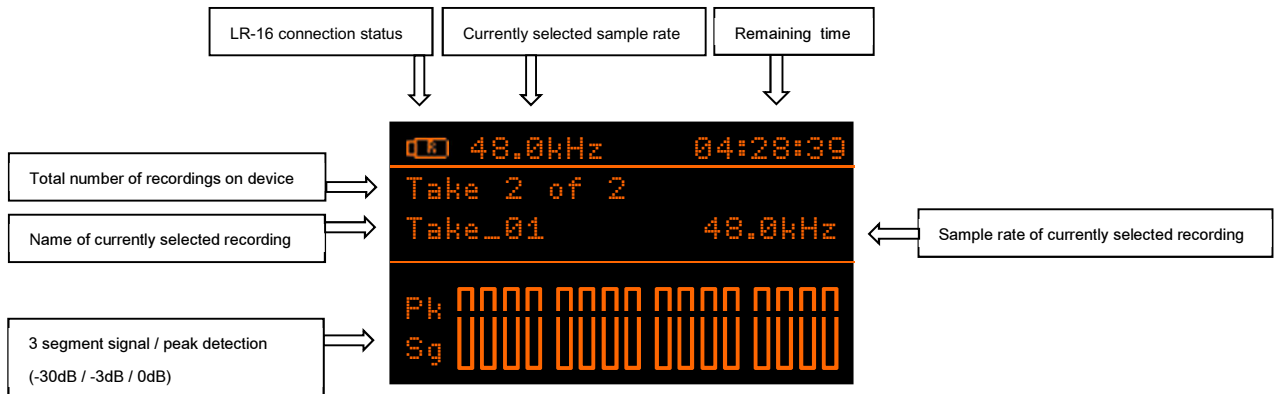 LR-16 connection status
Currently selected sample rate
Remaining time
R 48.0kHz 04:28:39
Total number of recordings on device
Take 2 of 2
Name of currently selected recording
Take_01 48.0kHz
Sample rate of currently selected recording
Pk
Sg
3 segment signal / peak detection
(-30dB / -3dB / 0dB)